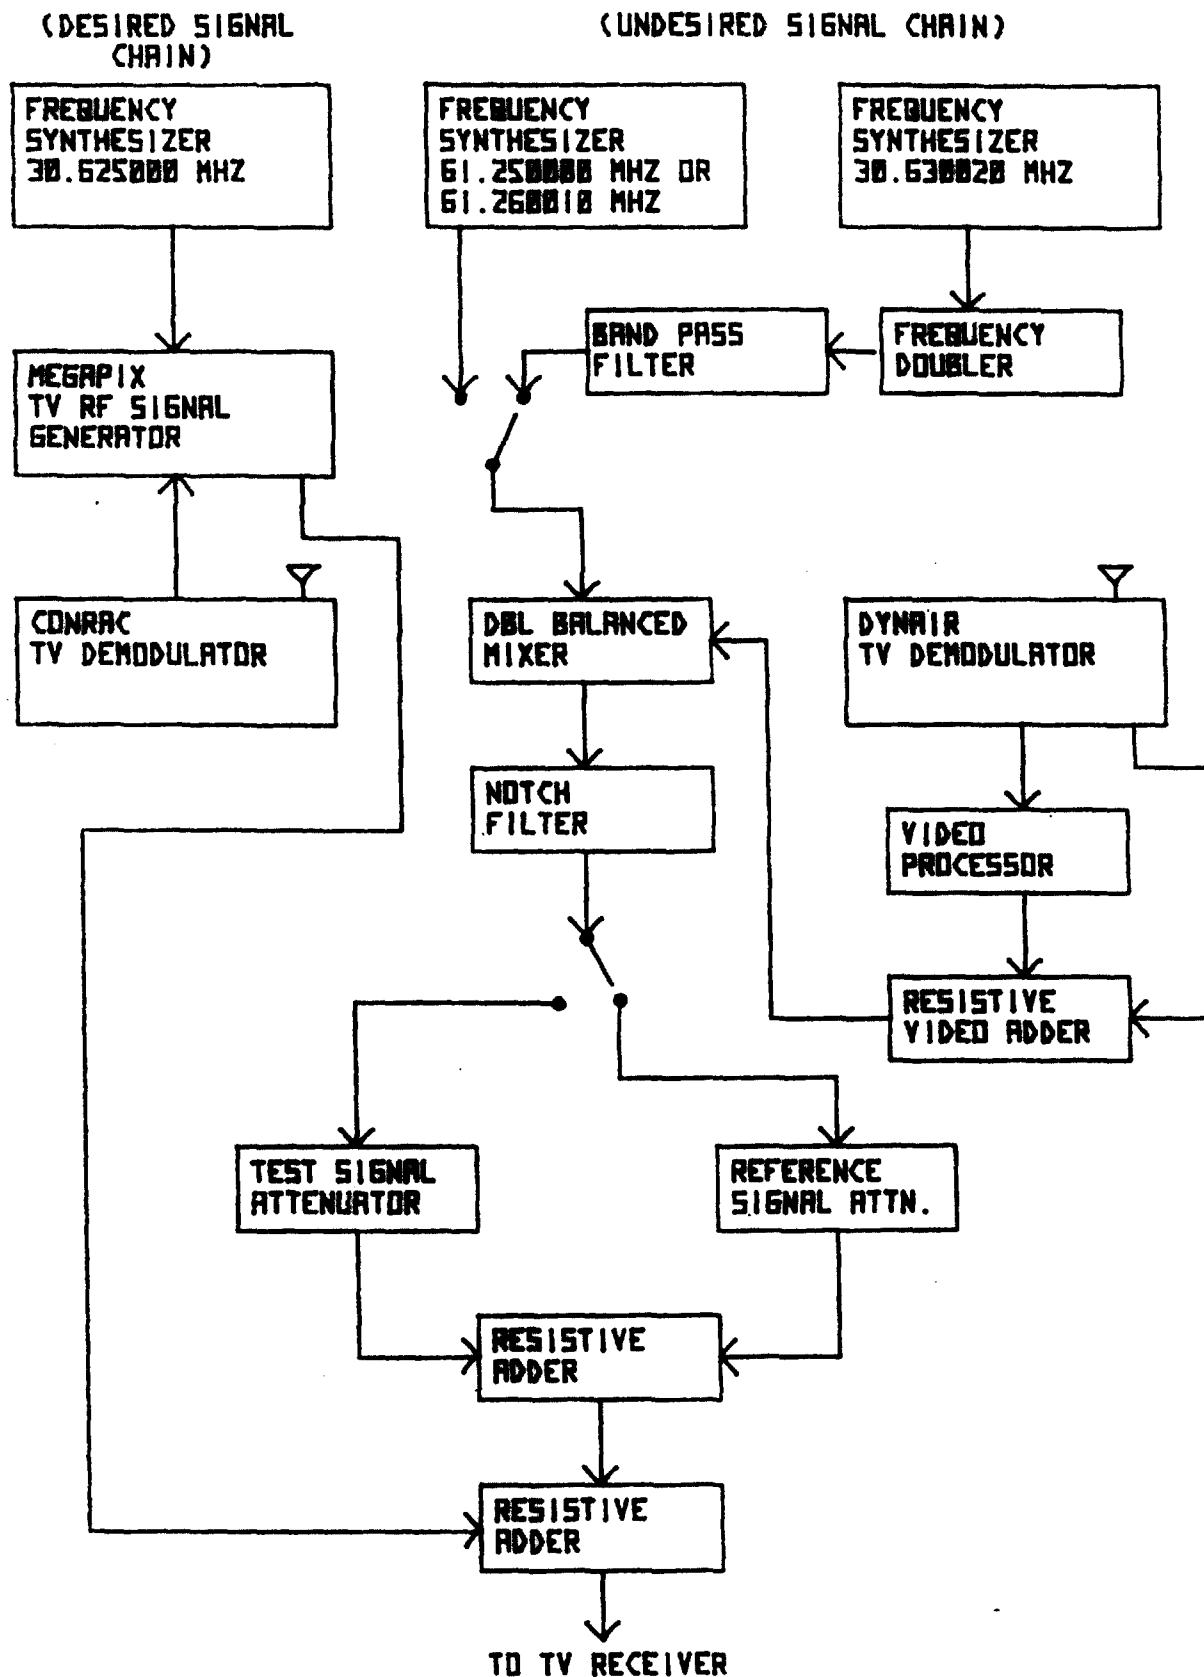 (DESIRED SIGNAL
CHAIN)
(UNDESIRED SIGNAL CHAIN)
FREQUENCY
SYNTHESIZER
30.625000 MHZ
FREQUENCY
SYNTHESIZER
61.250000 MHZ OR
61.260010 MHZ
FREQUENCY
SYNTHESIZER
30.630020 MHZ
BAND PASS
FILTER
FREQUENCY
DOUBLER
MEGAPIX
TV RF SIGNAL
GENERATOR
CONRAC
TV DEMODULATOR
DBL BALANCED
MIXER
DYNAIR
TV DEMODULATOR
NOTCH
FILTER
VIDEO
PROCESSOR
RESISTIVE
VIDEO ADDER
TEST SIGNAL
ATTENUATOR
REFERENCE
SIGNAL ATTN.
RESISTIVE
ADDER
RESISTIVE
ADDER
TO TV RECEIVER